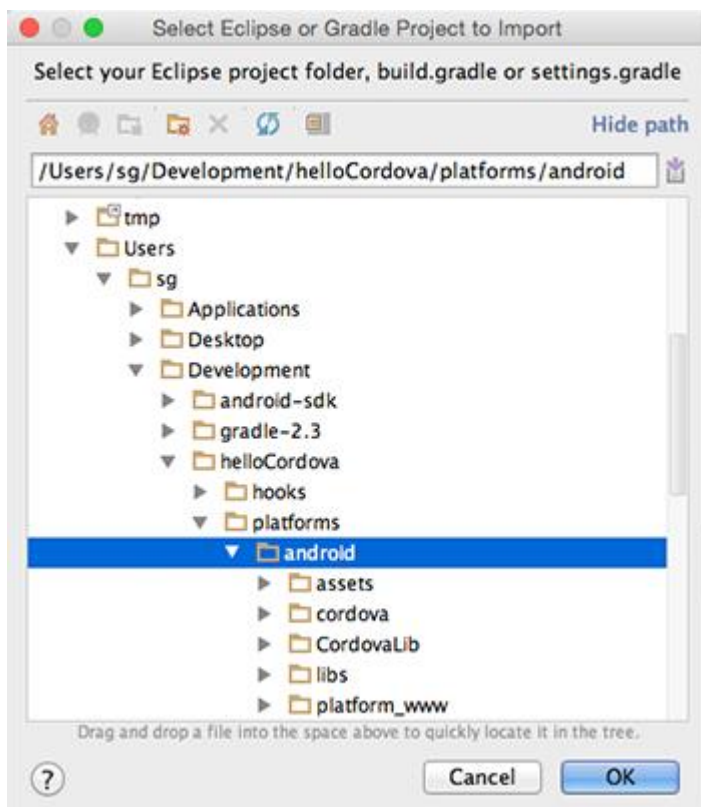 Select Eclipse or Gradle Project to Import
Select your Eclipse project folder, build.gradle or settings.gradle
Hide path
/Users/sg/Development/helloCordova/platforms/android
tmp
Users
sg
Applications
Desktop
Development
android-sdk
gradle-2.3
helloCordova
hooks
platforms
android
assets
cordova
CordovaLib
libs
platform_www
Drag and drop a file into the space above to quickly locate it in the tree.
? Cancel OK